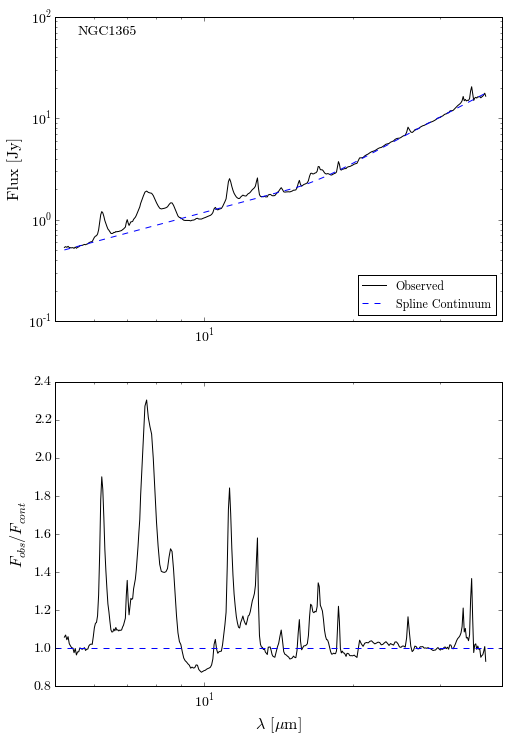 NGC1365
Flux [Jy]
10^2
10^1
10^0
10^-1
10^1
Observed
Spline Continuum
F_obs/F_cont
2.4
2.2
2.0
1.8
1.6
1.4
1.2
1.0
0.8
10^1
λ [μm]